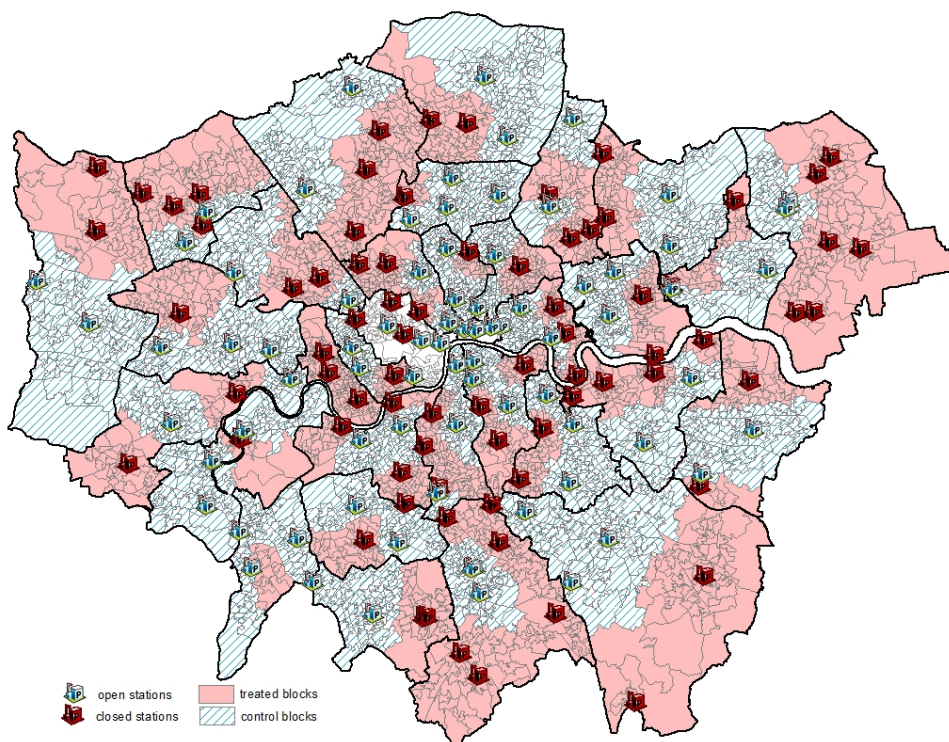 open stations
treated blocks
closed stations
control blocks